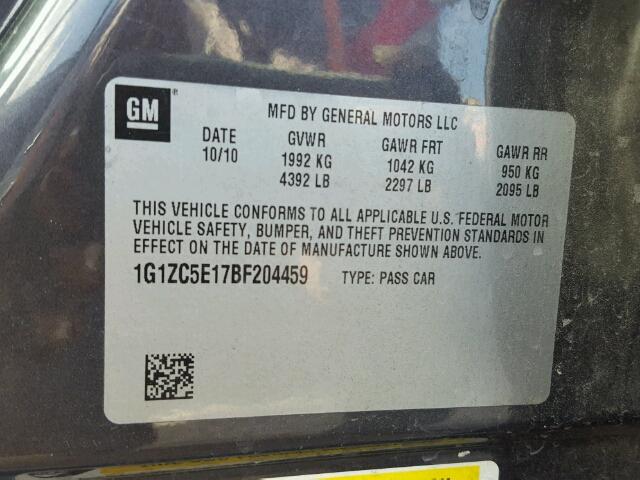 GM ®
MFD BY GENERAL MOTORS LLC
DATE GVWR GAWR FRT GAWR RR
10/10 1992 KG 1042 KG 950 KG
4392 LB 2297 LB 2095 LB
THIS VEHICLE CONFORMS TO ALL APPLICABLE U.S. FEDERAL MOTOR
VEHICLE SAFETY, BUMPER, AND THEFT PREVENTION STANDARDS IN
EFFECT ON THE DATE OF MANUFACTURE SHOWN ABOVE.
1G1ZC5E17BF204459 TYPE: PASS CAR